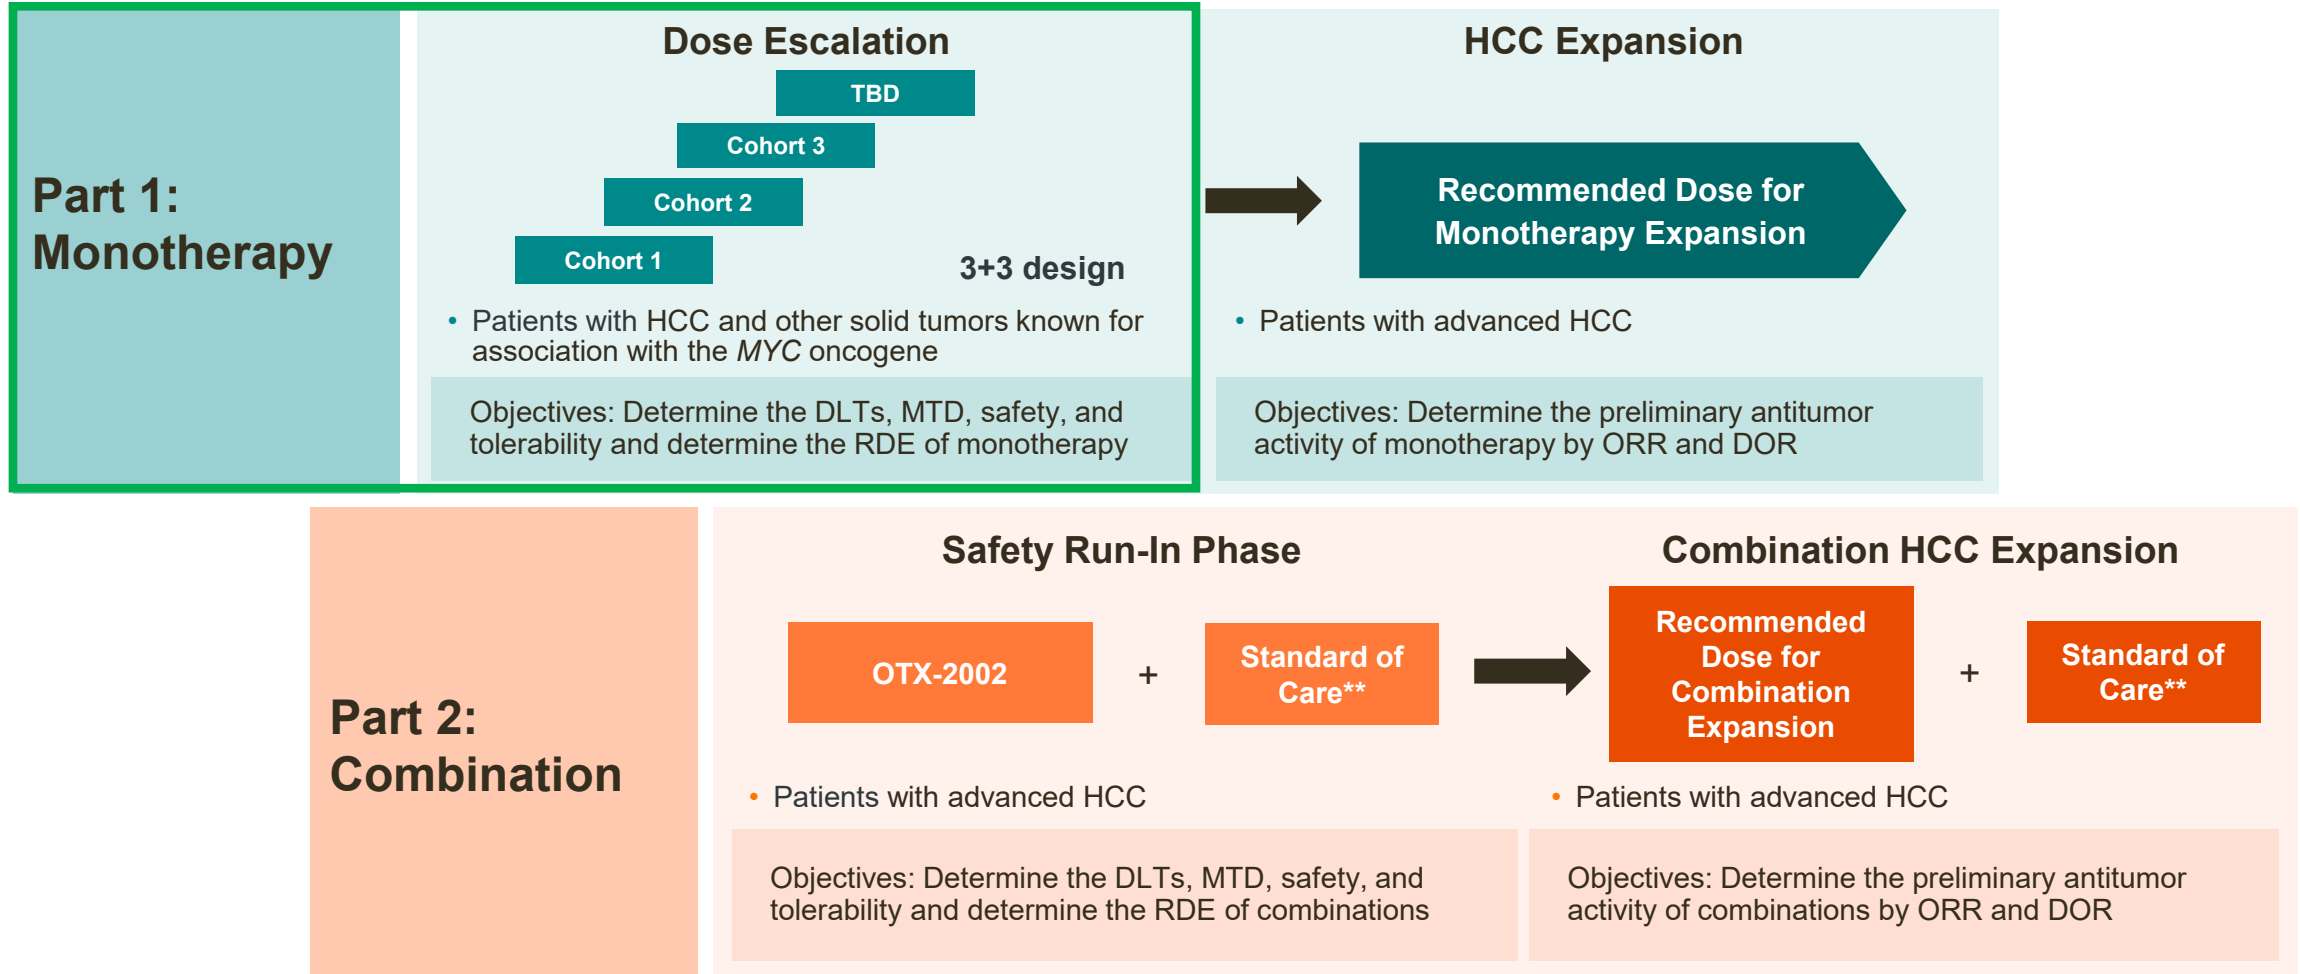 Part 1:
Monotherapy
Dose Escalation
TBD
Cohort 3
Cohort 2
Cohort 1
3+3 design
• Patients with HCC and other solid tumors known for
association with the MYC oncogene
Objectives: Determine the DLTs, MTD, safety, and
tolerability and determine the RDE of monotherapy
HCC Expansion
Recommended Dose for
Monotherapy Expansion
• Patients with advanced HCC
Objectives: Determine the preliminary antitumor
activity of monotherapy by ORR and DOR
Part 2:
Combination
Safety Run-In Phase
OTX-2002
+
Standard of
Care**
• Patients with advanced HCC
Objectives: Determine the DLTs, MTD, safety, and
tolerability and determine the RDE of combinations
Combination HCC Expansion
Recommended
Dose for
Combination
Expansion
+
Standard of
Care**
• Patients with advanced HCC
Objectives: Determine the preliminary antitumor
activity of combinations by ORR and DOR